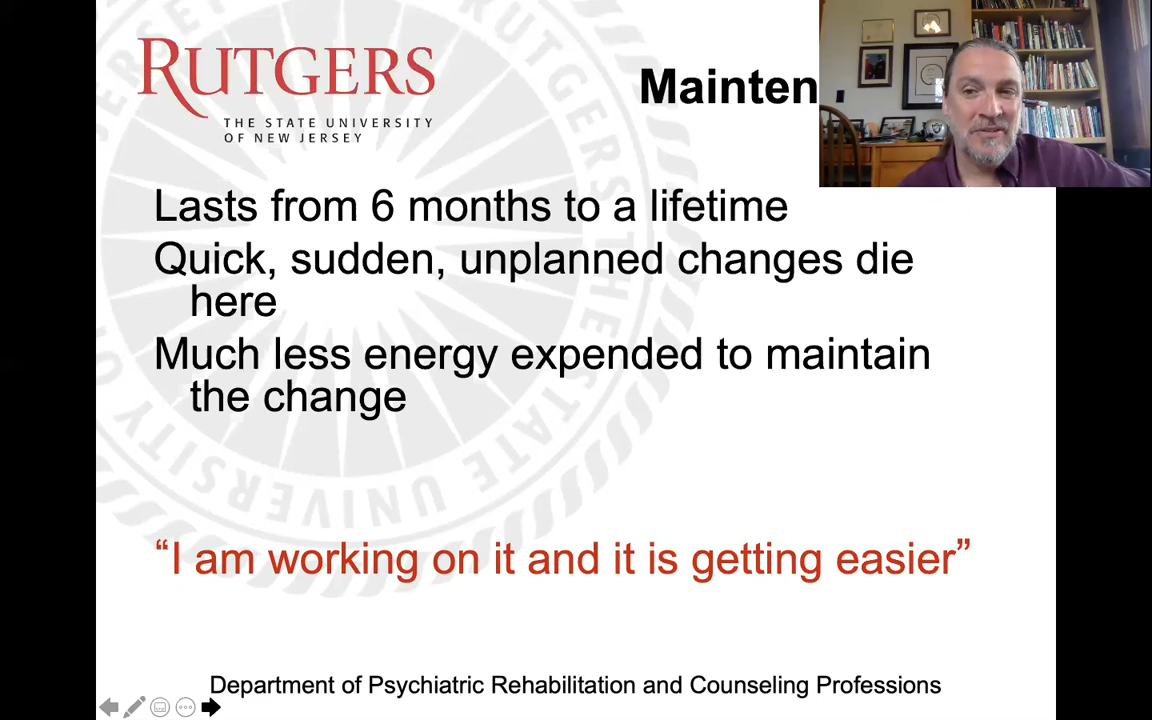 RUTGERS
THE STATE UNIVERSITY
OF NEW JERSEY
Mainten
Lasts from 6 months to a lifetime
Quick, sudden, unplanned changes die
here
Much less energy expended to maintain
the change
“I am working on it and it is getting easier”
Department of Psychiatric Rehabilitation and Counseling Professions